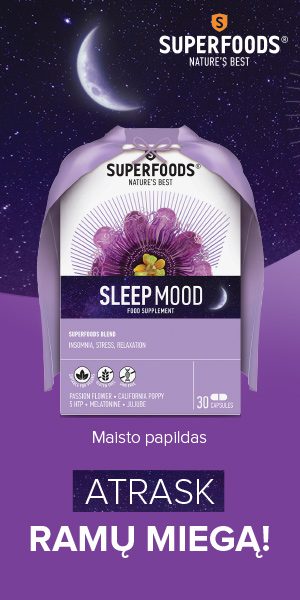 SUPERFOODS®
NATURE'S BEST
SUPERFOODS®
NATURE'S BEST
SLEEP MOOD
FOOD SUPPLEMENT
SUPERFOODS BLEND
INSOMNIA, STRESS, RELAXATION
PASSION FLOWER • CALIFORNIA POPPY
5 HTP • MELATONINE • JUJUBE
30 CAPSULES
Maisto papildas
ATRASK
RAMŲ MIEGĄ!